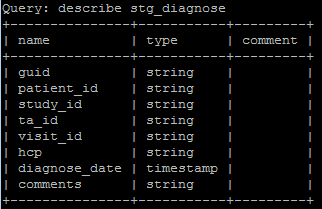 Query: describe stg_diagnose
+---------------+-----------+---------+
| name          | type      | comment |
+---------------+-----------+---------+
| guid          | string    |         |
| patient_id    | string    |         |
| study_id      | string    |         |
| ta_id         | string    |         |
| visit_id      | string    |         |
| hcp           | string    |         |
| diagnose_date | timestamp |         |
| comments      | string    |         |
+---------------+-----------+---------+